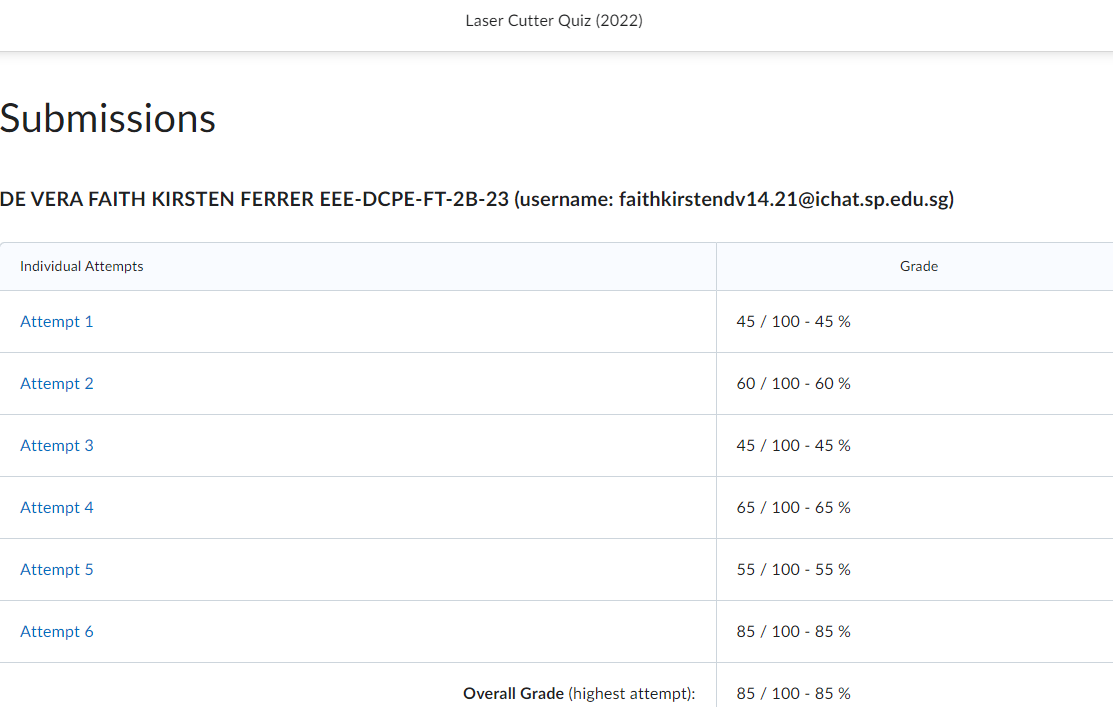 Laser Cutter Quiz (2022)
Submissions
DE VERA FAITH KIRSTEN FERRER EEE-DCPE-FT-2B-23 (username: faithkirstendv14.21@ichat.sp.edu.sg)
Individual Attempts Grade
Attempt 1 45 / 100 - 45 %
Attempt 2 60 / 100 - 60 %
Attempt 3 45 / 100 - 45 %
Attempt 4 65 / 100 - 65 %
Attempt 5 55 / 100 - 55 %
Attempt 6 85 / 100 - 85 %
Overall Grade (highest attempt): 85 / 100 - 85 %